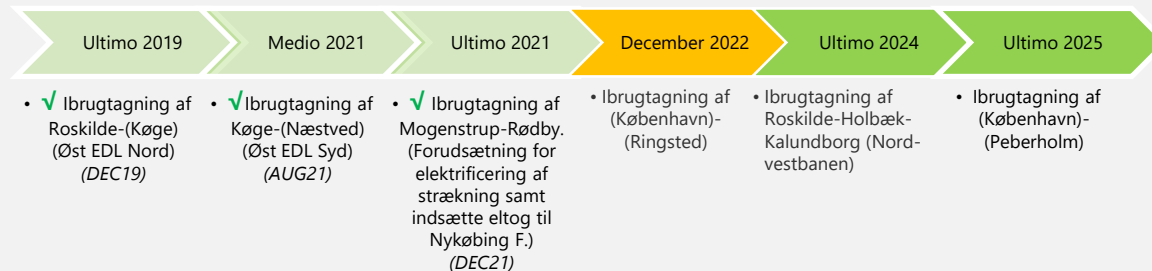 Ultimo 2019
Medio 2021
Ultimo 2021
December 2022
Ultimo 2024
Ultimo 2025
• √ Ibrugtagning af
Roskilde-(Køge)
(Øst EDL Nord)
(DEC19)
• √Ibrugtagning af
Køge-(Næstved)
(Øst EDL Syd)
(AUG21)
• √ Ibrugtagning af
Mogenstrup-Rødby.
(Forudsætning for
elektrificering af
strækning samt
indsætte eltog til
Nykøbing F.)
(DEC21)
• Ibrugtagning af
(København)-
(Ringsted)
• Ibrugtagning af
Roskilde-Holbæk-
Kalundborg (Nord-
vestbanen)
• Ibrugtagning af
(København)-
(Peberholm)